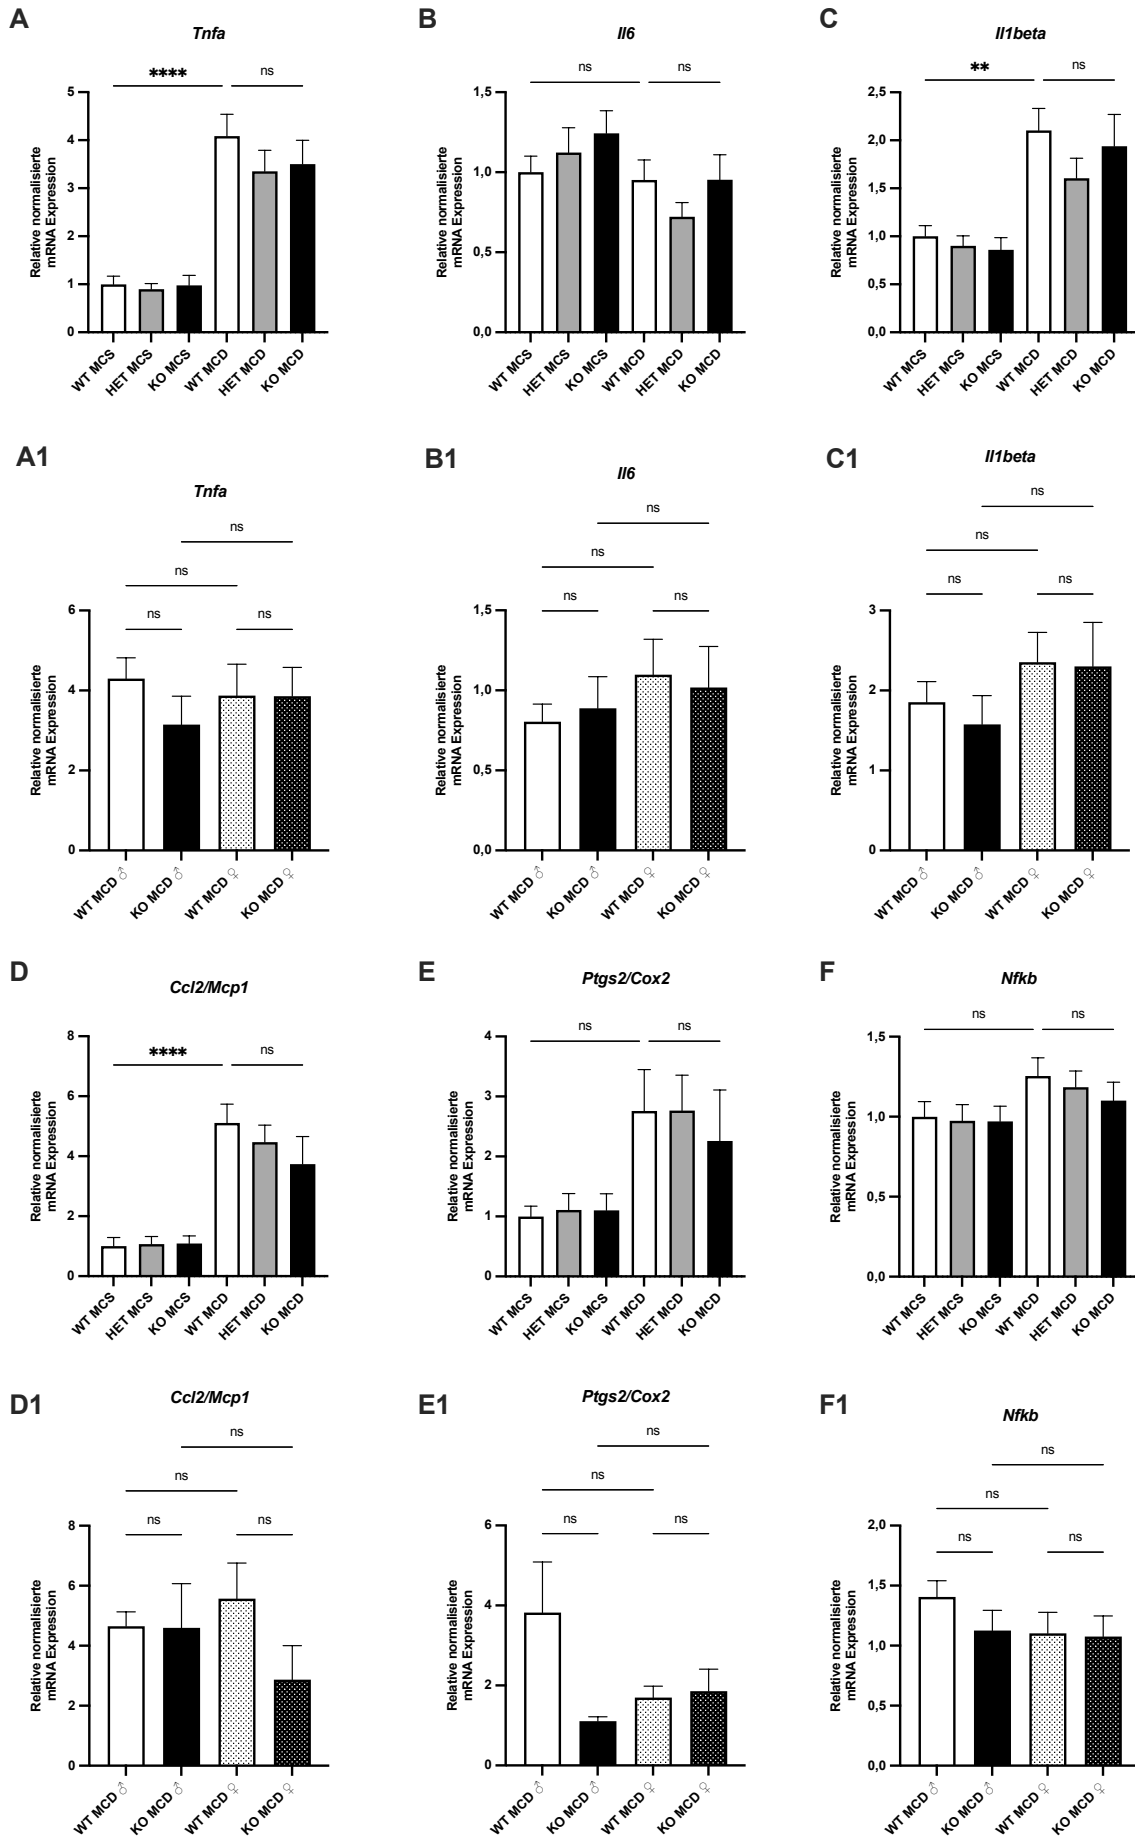 A
Tnfa
**** ns
Relative normalisierte
mRNA Expression
5
4
3
2
1
0
WT MCS
HET MCS
KO MCS
WT MCD
HET MCD
KO MCD
B
Il6
ns ns
Relative normalisierte
mRNA Expression
1,5
1,0
0,5
0,0
WT MCS
HET MCS
KO MCS
WT MCD
HET MCD
KO MCD
C
Il1beta
** ns
Relative normalisierte
mRNA Expression
2,5
2,0
1,5
1,0
0,5
0,0
WT MCS
HET MCS
KO MCS
WT MCD
HET MCD
KO MCD
A1
Tnfa
ns
ns
ns ns
Relative normalisierte
mRNA Expression
6
4
2
0
WT MCD ♂
KO MCD ♂
WT MCD ♀
KO MCD ♀
B1
Il6
ns
ns
ns ns
Relative normalisierte
mRNA Expression
1,5
1,0
0,5
0,0
WT MCD ♂
KO MCD ♂
WT MCD ♀
KO MCD ♀
C1
Il1beta
ns
ns
ns ns
Relative normalisierte
mRNA Expression
3
2
1
0
WT MCD ♂
KO MCD ♂
WT MCD ♀
KO MCD ♀
D
Ccl2/Mcp1
**** ns
Relative normalisierte
mRNA Expression
8
6
4
2
0
WT MCS
HET MCS
KO MCS
WT MCD
HET MCD
KO MCD
E
Ptgs2/Cox2
ns ns
Relative normalisierte
mRNA Expression
4
3
2
1
0
WT MCS
HET MCS
KO MCS
WT MCD
HET MCD
KO MCD
F
Nfkb
ns ns
Relative normalisierte
mRNA Expression
1,5
1,0
0,5
0,0
WT MCS
HET MCS
KO MCS
WT MCD
HET MCD
KO MCD
D1
Ccl2/Mcp1
ns
ns
ns ns
Relative normalisierte
mRNA Expression
8
6
4
2
0
WT MCD ♂
KO MCD ♂
WT MCD ♀
KO MCD ♀
E1
Ptgs2/Cox2
ns
ns
ns ns
Relative normalisierte
mRNA Expression
6
4
2
0
WT MCD ♂
KO MCD ♂
WT MCD ♀
KO MCD ♀
F1
Nfkb
ns
ns
ns ns
Relative normalisierte
mRNA Expression
2,0
1,5
1,0
0,5
0,0
WT MCD ♂
KO MCD ♂
WT MCD ♀
KO MCD ♀